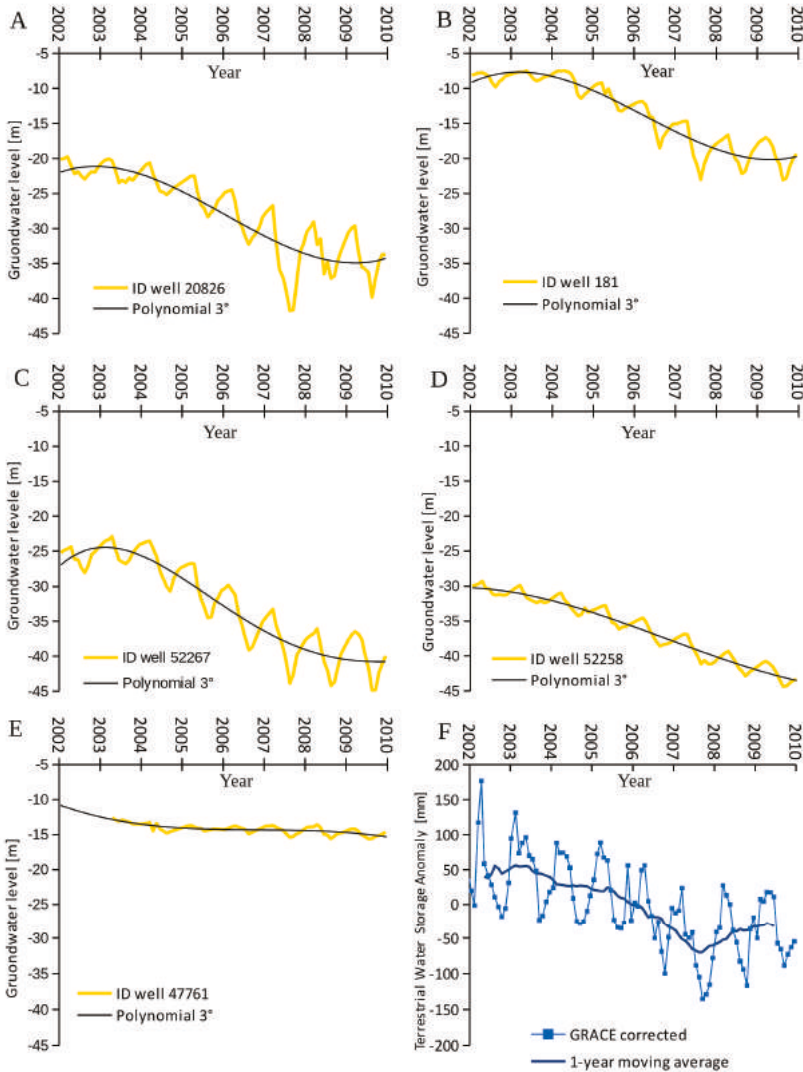 A
2002 2003 2004 2005 2006 2007 2008 2009 2010
Year
-5
-10
-15
-20
-25
-30
-35
-40
-45
Gruondwater level [m]
ID well 20826
Polynomial 3°
B
2002 2003 2004 2005 2006 2007 2008 2009 2010
Year
-5
-10
-15
-20
-25
-30
-35
-40
-45
Gruondwater level [m]
ID well 181
Polynomial 3°
C
2002 2003 2004 2005 2006 2007 2008 2009 2010
Year
-5
-10
-15
-20
-25
-30
-35
-40
-45
Groundwater levele [m]
ID well 52267
Polynomial 3°
D
2002 2003 2004 2005 2006 2007 2008 2009 2010
Year
-5
-10
-15
-20
-25
-30
-35
-40
-45
Gruondwater level [m]
ID well 52258
Polynomial 3°
E
2002 2003 2004 2005 2006 2007 2008 2009 2010
Year
-5
-10
-15
-20
-25
-30
-35
-40
-45
Gruondwater level [m]
ID well 47761
Polynomial 3°
F
2002 2003 2004 2005 2006 2007 2008 2009 2010
Year
200
150
100
50
0
-50
-100
-150
-200
Terrestrial Water Storage Anomaly [mm]
GRACE corrected
1-year moving average